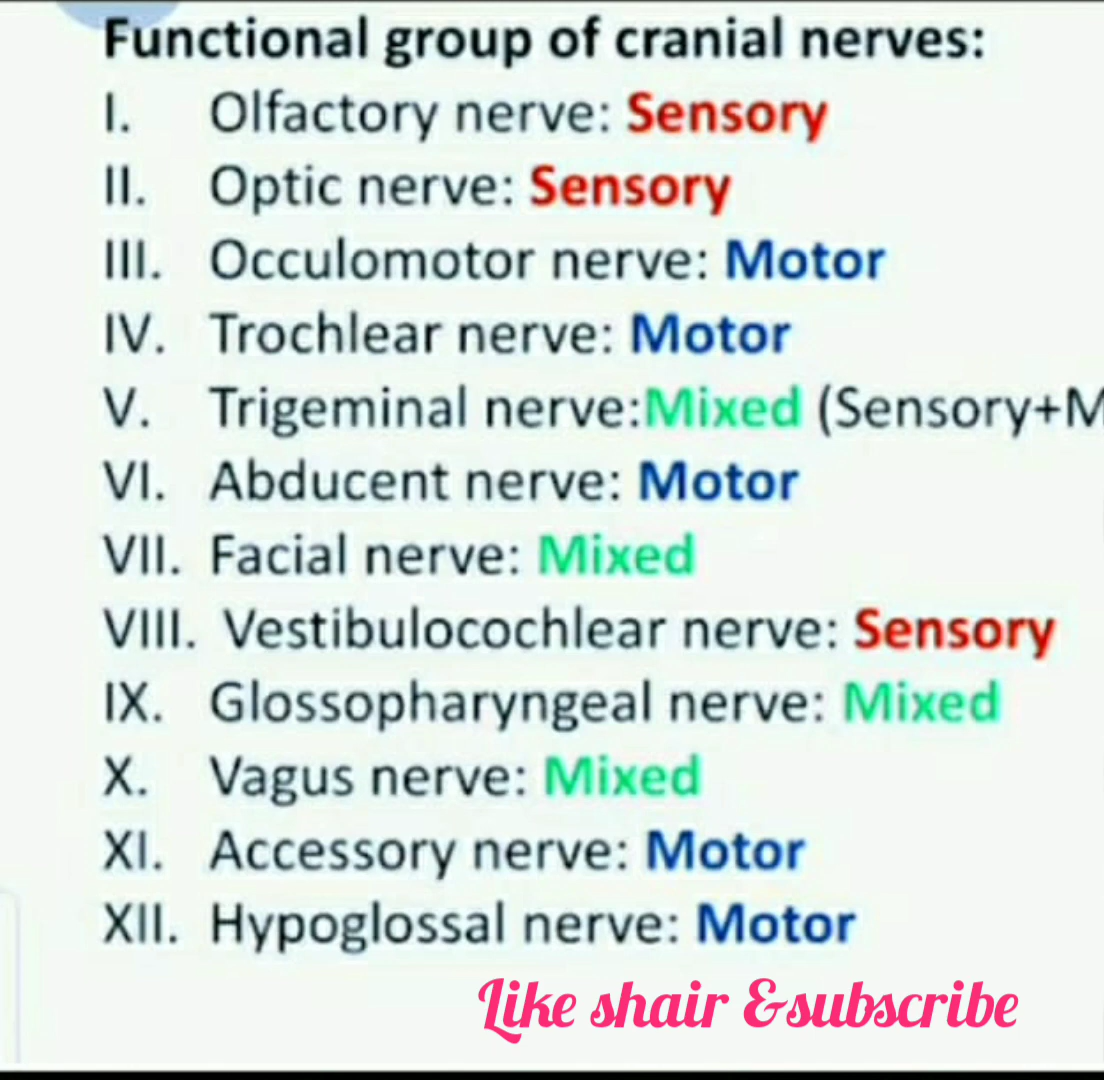 Functional group of cranial nerves:
I. Olfactory nerve: Sensory
II. Optic nerve: Sensory
III. Occulomotor nerve: Motor
IV. Trochlear nerve: Motor
V. Trigeminal nerve:Mixed (Sensory+M
VI. Abducent nerve: Motor
VII. Facial nerve: Mixed
VIII. Vestibulocochlear nerve: Sensory
IX. Glossopharyngeal nerve: Mixed
X. Vagus nerve: Mixed
XI. Accessory nerve: Motor
XII. Hypoglossal nerve: Motor
Like shair &subscribe